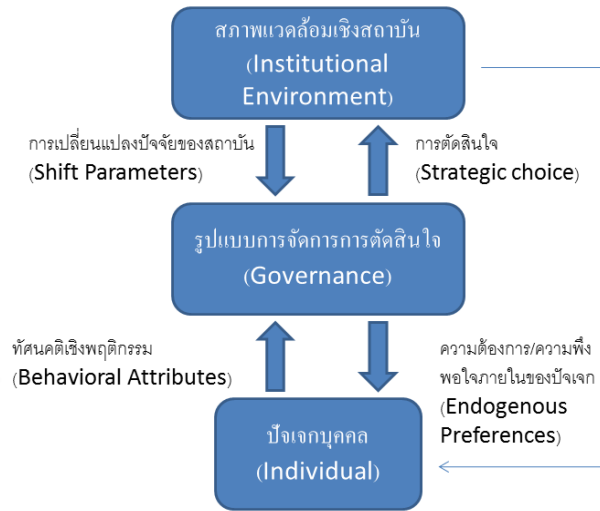 สภาพแวดล้อมเชิงสถาบัน
(Institutional
Environment)
การเปลี่ยนแปลงปัจจัยของสถาบัน
(Shift Parameters)
การตัดสินใจ
(Strategic choice)
รูปแบบการจัดการการตัดสินใจ
(Governance)
ทัศนคติเชิงพฤติกรรม
(Behavioral Attributes)
ความต้องการ/ความพึง
พอใจภายในของปัจเจก
(Endogenous
Preferences)
ปัจเจกบุคคล
(Individual)